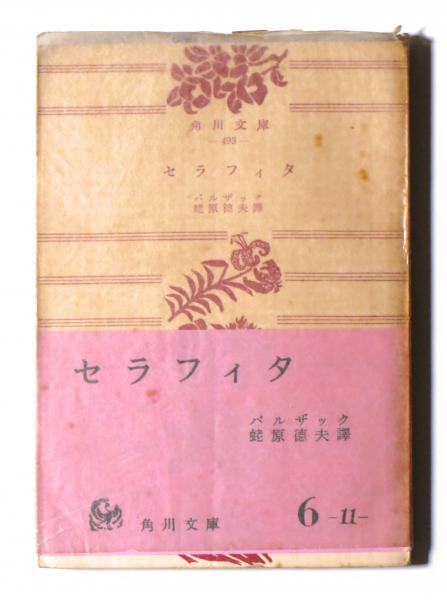 角川文庫
—493—
セラフィタ
バルザック
蛯原徳夫譯
セラフィタ
バルザック
蛯原徳夫譯
角川文庫
6 -11-